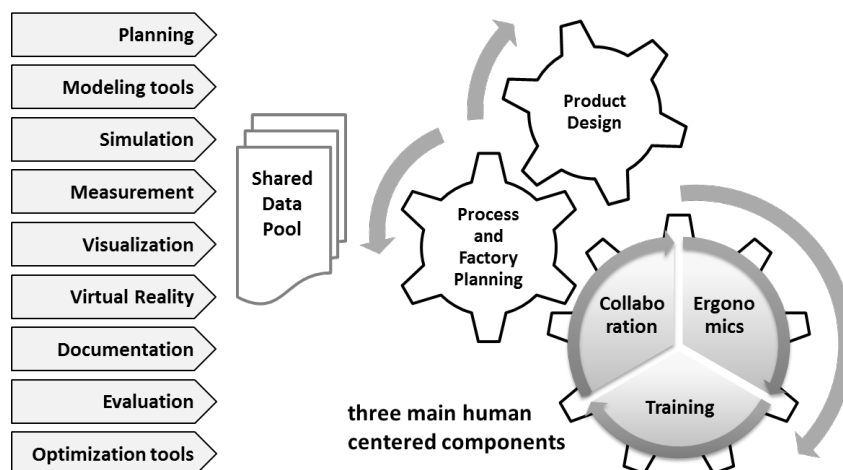 Planning
Modeling tools
Simulation
Measurement
Visualization
Virtual Reality
Documentation
Evaluation
Optimization tools
Shared
Data
Pool
Product
Design
Process
and
Factory
Planning
Collabo
ration
Ergono
mics
Training
three main human
centered components